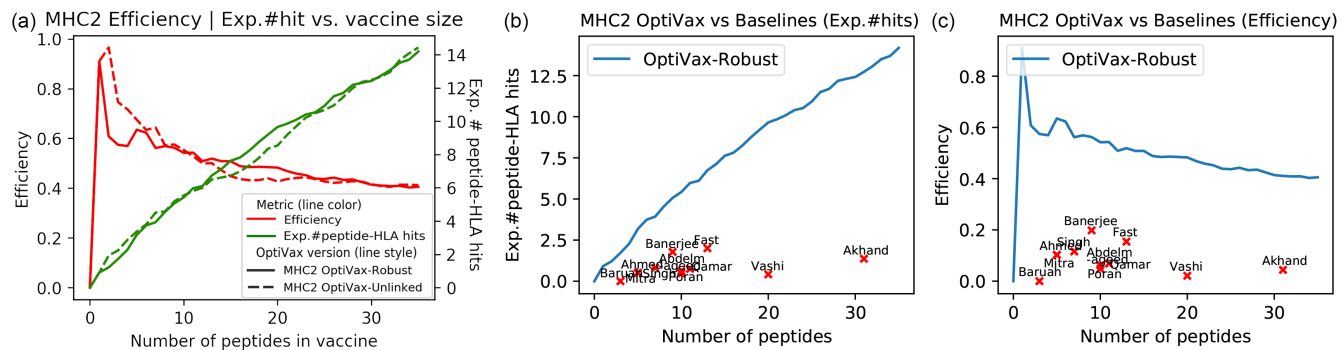 (a) MHC2 Efficiency | Exp.#hit vs. vaccine size
1.0
0.8
0.6
0.4
0.2
0.0
Efficiency
14
12
10
8
6
4
2
0
Exp. # peptide-HLA hits
Metric (line color)
Efficiency
Exp.#peptide-HLA hits
OptiVax version (line style)
MHC2 OptiVax-Robust
MHC2 OptiVax-Unlinked
0 10 20 30
Number of peptides in vaccine
(b) MHC2 OptiVax vs Baselines (Exp.#hits)
OptiVax-Robust
12.5
10.0
7.5
5.0
2.5
0.0
Exp.#peptide-HLA hits
Banerjee
Fast
Akhand
Abdelm
Ahmed
-ageed
Qamar
Vashi
Baruah
Singh
Mitra
Poran
0 10 20 30
Number of peptides
(c) MHC2 OptiVax vs Baselines (Efficiency)
OptiVax-Robust
0.8
0.6
0.4
0.2
0.0
Efficiency
Banerjee
Fast
Singh
Ahmed
Abdelm
-ageed
Mitra
Qamar
Poran
Baruah
Vashi
Akhand
0 10 20 30
Number of peptides